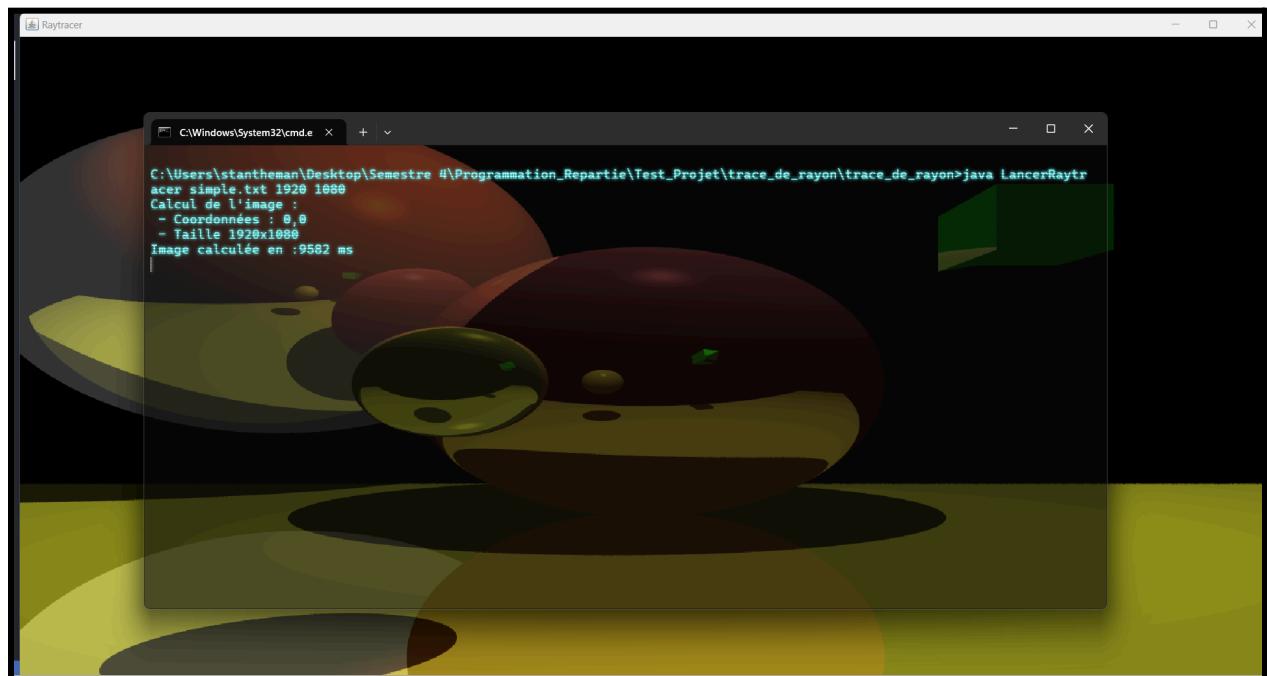 Raytracer
C:\Windows\System32\cmd.e
C:\Users\stantheman\Desktop\Semestre 4\Programmation_Repartie\Test_Projet\trace_de_rayon\trace_de_rayon>java LancerRaytr
acer simple.txt 1920 1080
Calcul de l'image :
- Coordonnées : 0,0
- Taille 1920x1080
Image calculée en :9582 ms